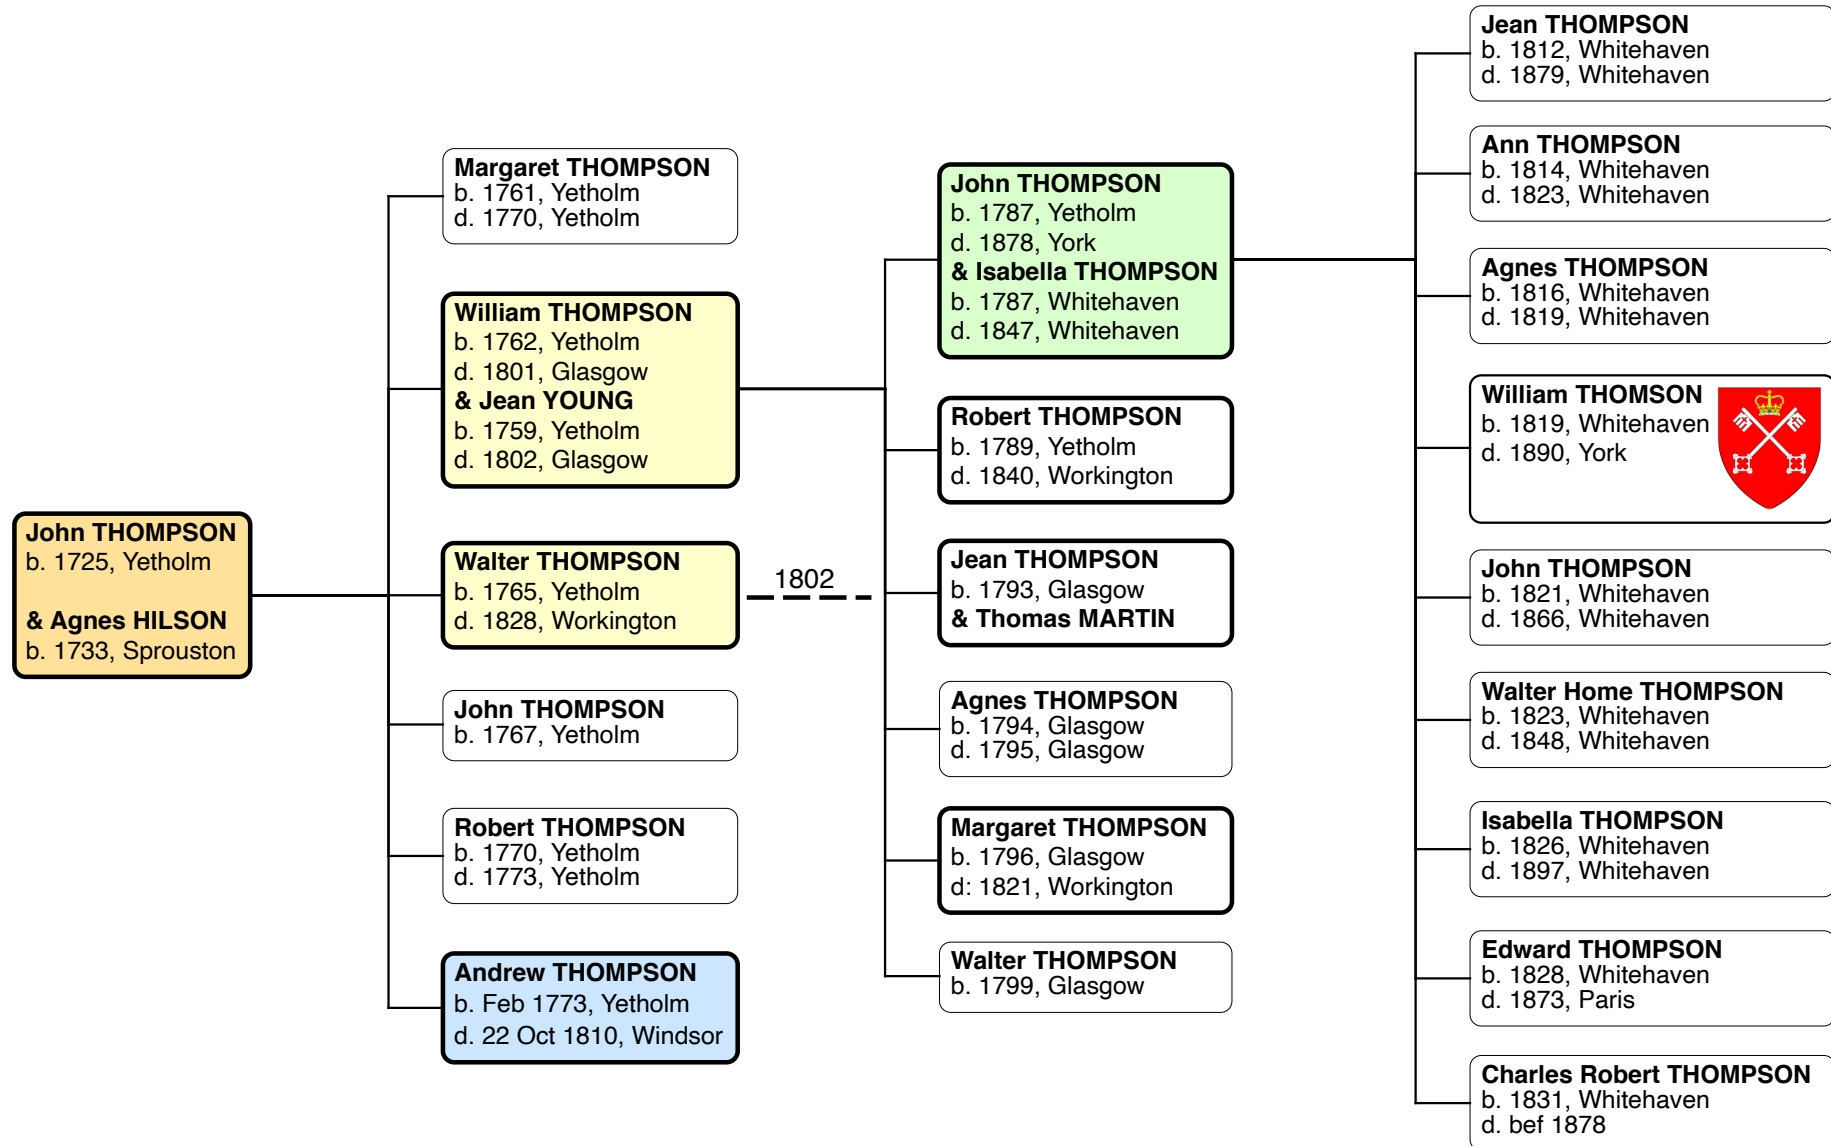 John THOMPSON
b. 1725, Yetholm
& Agnes HILSON
b. 1733, Sprouston
Margaret THOMPSON
b. 1761, Yetholm
d. 1770, Yetholm
William THOMPSON
b. 1762, Yetholm
d. 1801, Glasgow
& Jean YOUNG
b. 1759, Yetholm
d. 1802, Glasgow
Walter THOMPSON
b. 1765, Yetholm
d. 1828, Workington
1802
John THOMPSON
b. 1767, Yetholm
Robert THOMPSON
b. 1770, Yetholm
d. 1773, Yetholm
Andrew THOMPSON
b. Feb 1773, Yetholm
d. 22 Oct 1810, Windsor
John THOMPSON
b. 1787, Yetholm
d. 1878, York
& Isabella THOMPSON
b. 1787, Whitehaven
d. 1847, Whitehaven
Robert THOMPSON
b. 1789, Yetholm
d. 1840, Workington
Jean THOMPSON
b. 1793, Glasgow
& Thomas MARTIN
Agnes THOMPSON
b. 1794, Glasgow
d. 1795, Glasgow
Margaret THOMPSON
b. 1796, Glasgow
d: 1821, Workington
Walter THOMPSON
b. 1799, Glasgow
Jean THOMPSON
b. 1812, Whitehaven
d. 1879, Whitehaven
Ann THOMPSON
b. 1814, Whitehaven
d. 1823, Whitehaven
Agnes THOMPSON
b. 1816, Whitehaven
d. 1819, Whitehaven
William THOMSON
b. 1819, Whitehaven
d. 1890, York
John THOMPSON
b. 1821, Whitehaven
d. 1866, Whitehaven
Walter Home THOMPSON
b. 1823, Whitehaven
d. 1848, Whitehaven
Isabella THOMPSON
b. 1826, Whitehaven
d. 1897, Whitehaven
Edward THOMPSON
b. 1828, Whitehaven
d. 1873, Paris
Charles Robert THOMPSON
b. 1831, Whitehaven
d. bef 1878